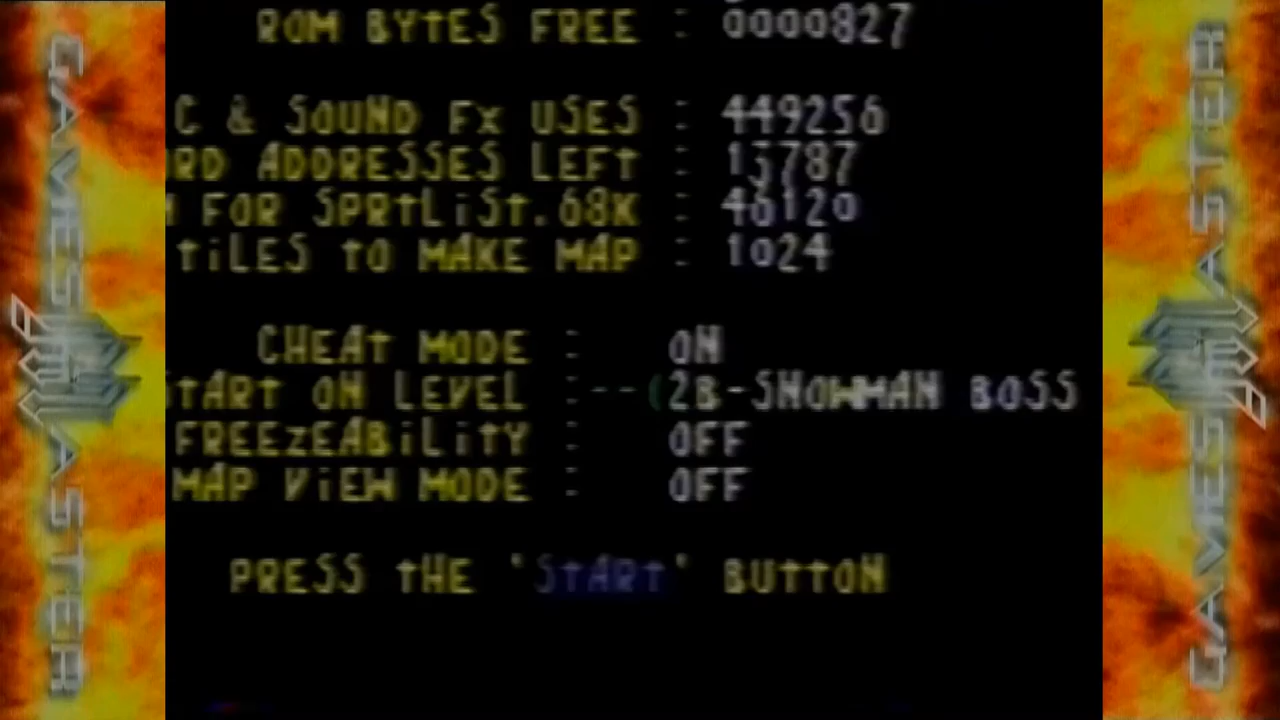 ROM BYTES FREE : 0000827
C & SOUND FX USES : 449256
ORD ADDRESSES LEFT : 13787
FOR SPRTLIST.68K : 46120
TILES TO MAKE MAP : 1024
CHEAT MODE : ON
START ON LEVEL :--(2B-SNOWMAN BOSS
FREEZEABILITY : OFF
MAP VIEW MODE : OFF
PRESS THE 'START' BUTTON
GAMESMASTER
GAMESMASTER